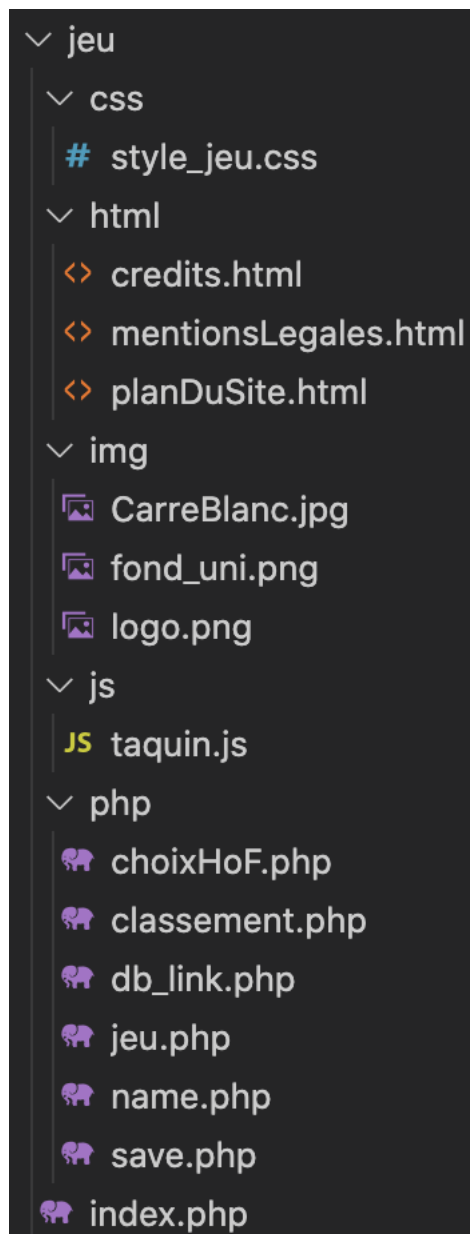 jeu
css
# style_jeu.css
html
<> credits.html
<> mentionsLegales.html
<> planDuSite.html
img
CarreBlanc.jpg
fond_uni.png
logo.png
js
JS taquin.js
php
choixHoF.php
classement.php
db_link.php
jeu.php
name.php
save.php
index.php